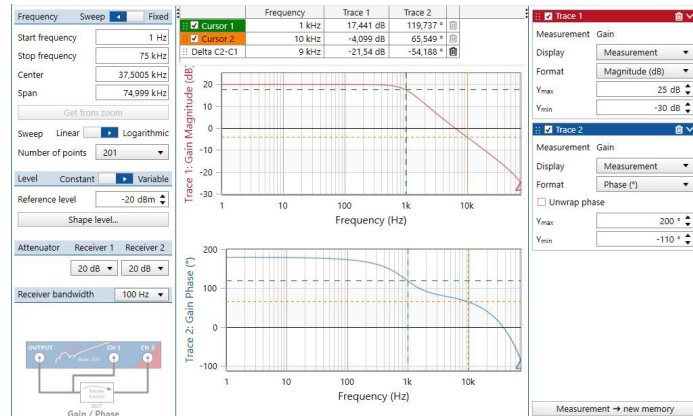 Frequency Sweep Fixed
Start frequency 1 Hz
Stop frequency 75 kHz
Center 37,5005 kHz
Span 74,999 kHz
Get from zoom
Sweep Linear Logarithmic
Number of points 201
Level Constant Variable
Reference level -20 dBm
Shape level...
Attenuator Receiver 1 Receiver 2
20 dB 20 dB
Receiver bandwidth 100 Hz
OUTPUT CH 1 CH 2
DUT
Gain / Phase
Frequency Trace 1 Trace 2
Cursor 1 1 kHz 17,441 dB 119,737 °
Cursor 2 10 kHz -4,099 dB 65,549 °
Delta C2-C1 9 kHz -21,54 dB -54,188 °
Trace 1: Gain Magnitude (dB)
20
10
0
-10
-20
-30
1 10 100 1k 10k
Frequency (Hz)
Trace 2: Gain Phase (°)
200
100
0
-100
1 10 100 1k 10k
Frequency (Hz)
Trace 1
Measurement Gain
Display Measurement
Format Magnitude (dB)
Ymax 25 dB
Ymin -30 dB
Trace 2
Measurement Gain
Display Measurement
Format Phase (°)
Unwrap phase
Ymax 200 °
Ymin -110 °
Measurement → new memory